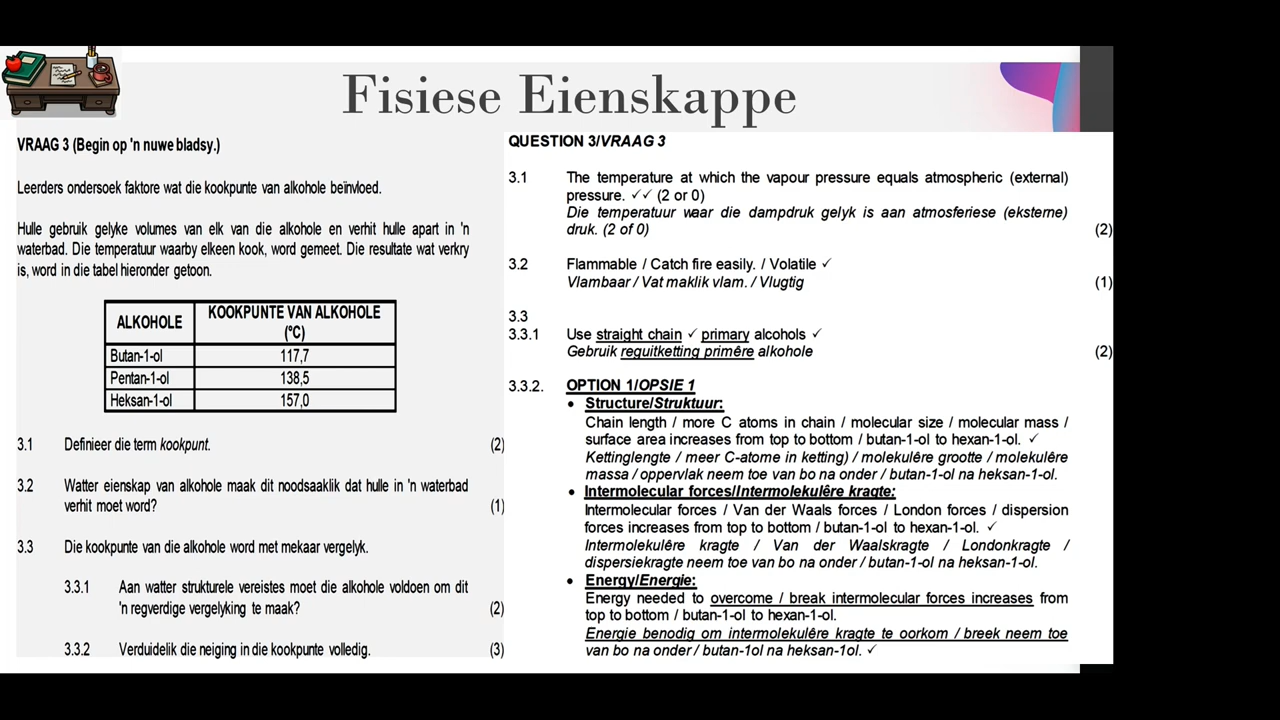 Fisiese Eienskappe
VRAAG 3 (Begin op 'n nuwe bladsy.)
Leerders ondersoek faktore wat die kookpunte van alkohole beïnvloed.
Hulle gebruik gelyke volumes van elk van die alkohole en verhit hulle apart in 'n
waterbad. Die temperatuur waarby elkeen kook, word gemeet. Die resultate wat verkry
is, word in die tabel hieronder getoon.
ALKOHOLE KOOKPUNTE VAN ALKOHOLE
(°C)
Butan-1-ol 117,7
Pentan-1-ol 138,5
Heksan-1-ol 157,0
3.1 Definieer die term kookpunt. (2)
3.2 Watter eienskap van alkohole maak dit noodsaaklik dat hulle in 'n waterbad
verhit moet word? (1)
3.3 Die kookpunte van die alkohole word met mekaar vergelyk.
3.3.1 Aan watter strukturele vereistes moet die alkohole voldoen om dit
'n regverdige vergelyking te maak? (2)
3.3.2 Verduidelik die neiging in die kookpunte volledig. (3)
QUESTION 3/VRAAG 3
3.1 The temperature at which the vapour pressure equals atmospheric (external)
pressure. ✓✓ (2 or 0)
Die temperatuur waar die dampdruk gelyk is aan atmosferiese (eksterne)
druk. (2 of 0) (2)
3.2 Flammable / Catch fire easily. / Volatile ✓
Vlambaar / Vat maklik vlam. / Vlugtig (1)
3.3
3.3.1 Use straight chain ✓ primary alcohols ✓
Gebruik reguitketting primêre alkohole (2)
3.3.2. OPTION 1/OPSIE 1
• Structure/Struktuur:
Chain length / more C atoms in chain / molecular size / molecular mass /
surface area increases from top to bottom / butan-1-ol to hexan-1-ol. ✓
Kettinglengte / meer C-atome in ketting) / molekulêre grootte / molekulêre
massa / oppervlak neem toe van bo na onder / butan-1-ol na heksan-1-ol.
• Intermolecular forces/Intermolekulêre kragte:
Intermolecular forces / Van der Waals forces / London forces / dispersion
forces increases from top to bottom / butan-1-ol to hexan-1-ol. ✓
Intermolekulêre kragte / Van der Waalskragte / Londonkragte /
dispersiekragte neem toe van bo na onder / butan-1-ol na heksan-1-ol.
• Energy/Energie:
Energy needed to overcome / break intermolecular forces increases from
top to bottom / butan-1-ol to hexan-1-ol.
Energie benodig om intermolekulêre kragte te oorkom / breek neem toe
van bo na onder / butan-1ol na heksan-1ol. ✓